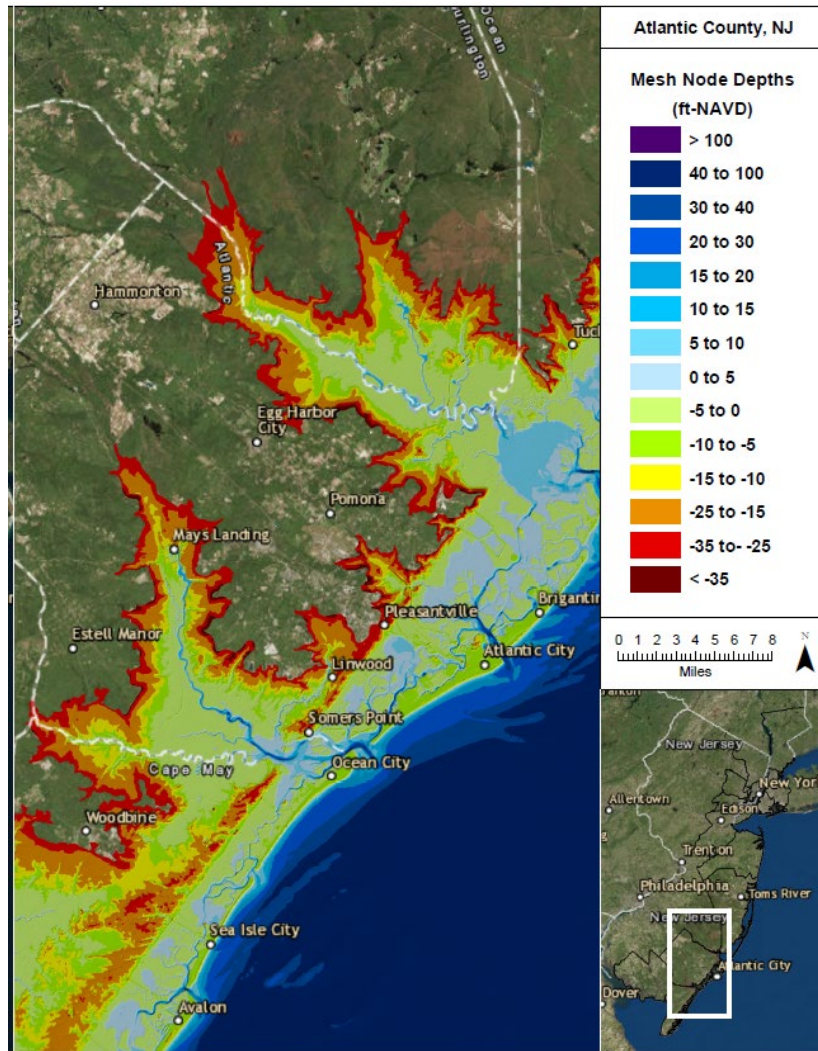 Ocean
Burlington
Atlantic
Hammonton
Tuc
Egg Harbor
City
Pomona
Mays Landing
Estell Manor
Pleasantville
Brigantin
Linwood
Atlantic City
Somers Point
Cape May
Ocean City
Woodbine
Sea Isle City
Avalon
Atlantic County, NJ
Mesh Node Depths
(ft-NAVD)
> 100
40 to 100
30 to 40
20 to 30
15 to 20
10 to 15
5 to 10
0 to 5
-5 to 0
-10 to -5
-15 to -10
-25 to -15
-35 to- -25
< -35
0 1 2 3 4 5 6 7 8
Miles
N
New Jersey
New York
Allentown
Edison
Trenton
Philadelphia
Toms River
New Jersey
Atlantic City
Dover